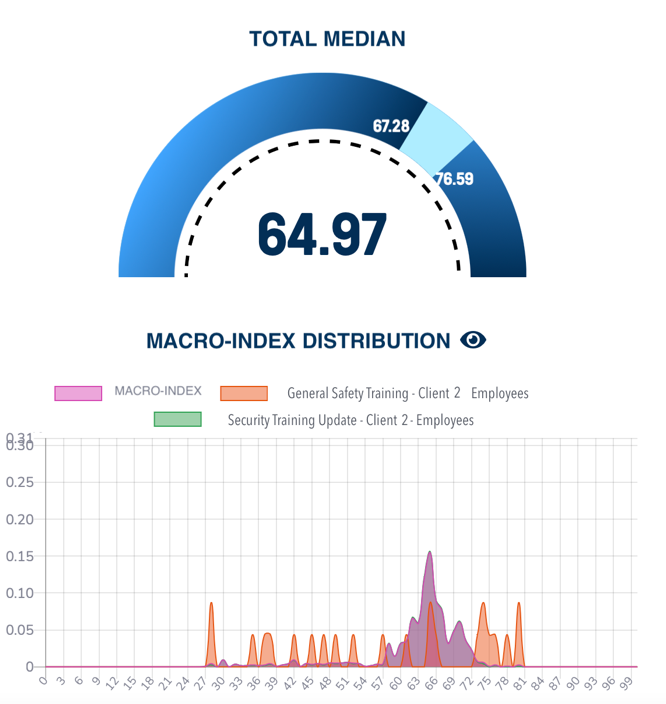 TOTAL MEDIAN
67.28
76.59
64.97
MACRO-INDEX DISTRIBUTION
MACRO-INDEX General Safety Training - Client 2 Employees
Security Training Update - Client 2 - Employees
0.31
0.30
0.25
0.20
0.15
0.10
0.05
0
0 3 6 9 12 15 18 21 24 27 30 33 36 39 42 45 48 51 54 57 60 63 66 69 72 75 78 81 84 87 90 93 96 99